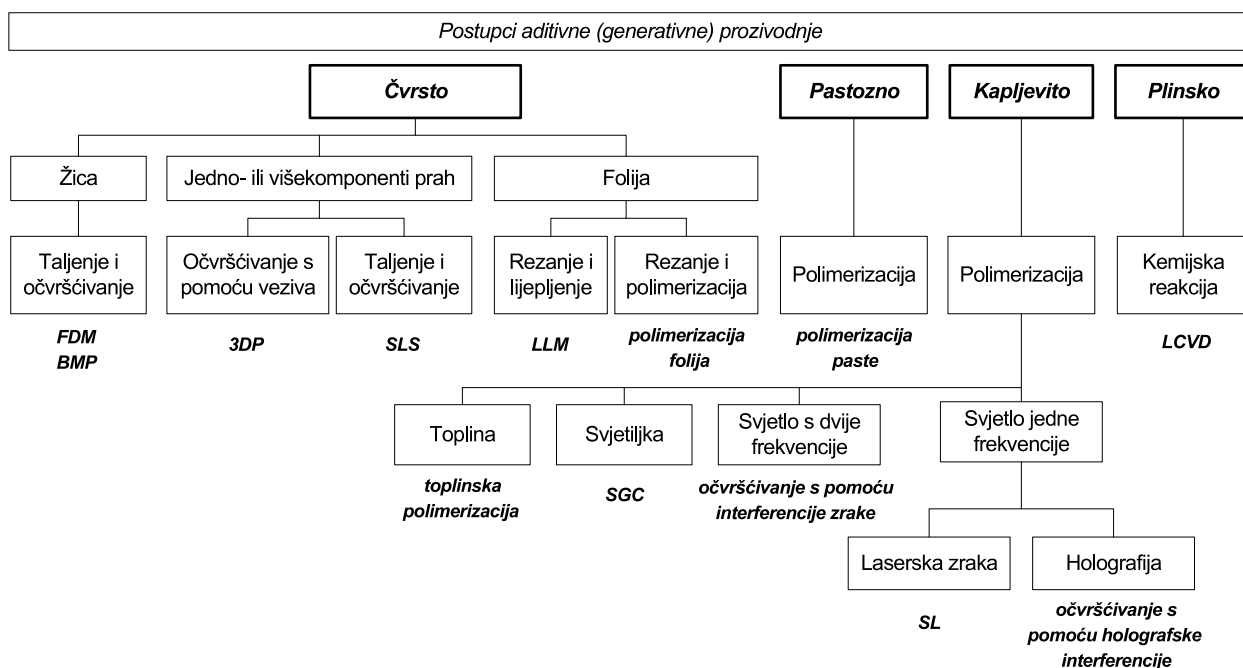 Postupci aditivne (generativne) prozivodnje
Čvrsto
Pastozno
Kapljevito
Plinsko
Žica
Jedno- ili višekomponenti prah
Folija
Taljenje i
očvršćivanje
Očvršćivanje s
pomoću veziva
Taljenje i
očvršćivanje
Rezanje i
lijepljenje
Rezanje i
polimerizacija
Polimerizacija
Polimerizacija
Kemijska
reakcija
FDM
BMP
3DP
SLS
LLM
polimerizacija
folija
polimerizacija
paste
LCVD
Toplina
Svjetiljka
Svjetlo s dvije
frekvencije
Svjetlo jedne
frekvencije
toplinska
polimerizacija
SGC
očvršćivanje s pomoću
interferencije zrake
Laserska zraka
Holografija
SL
očvršćivanje s
pomoću holografske
interferencije